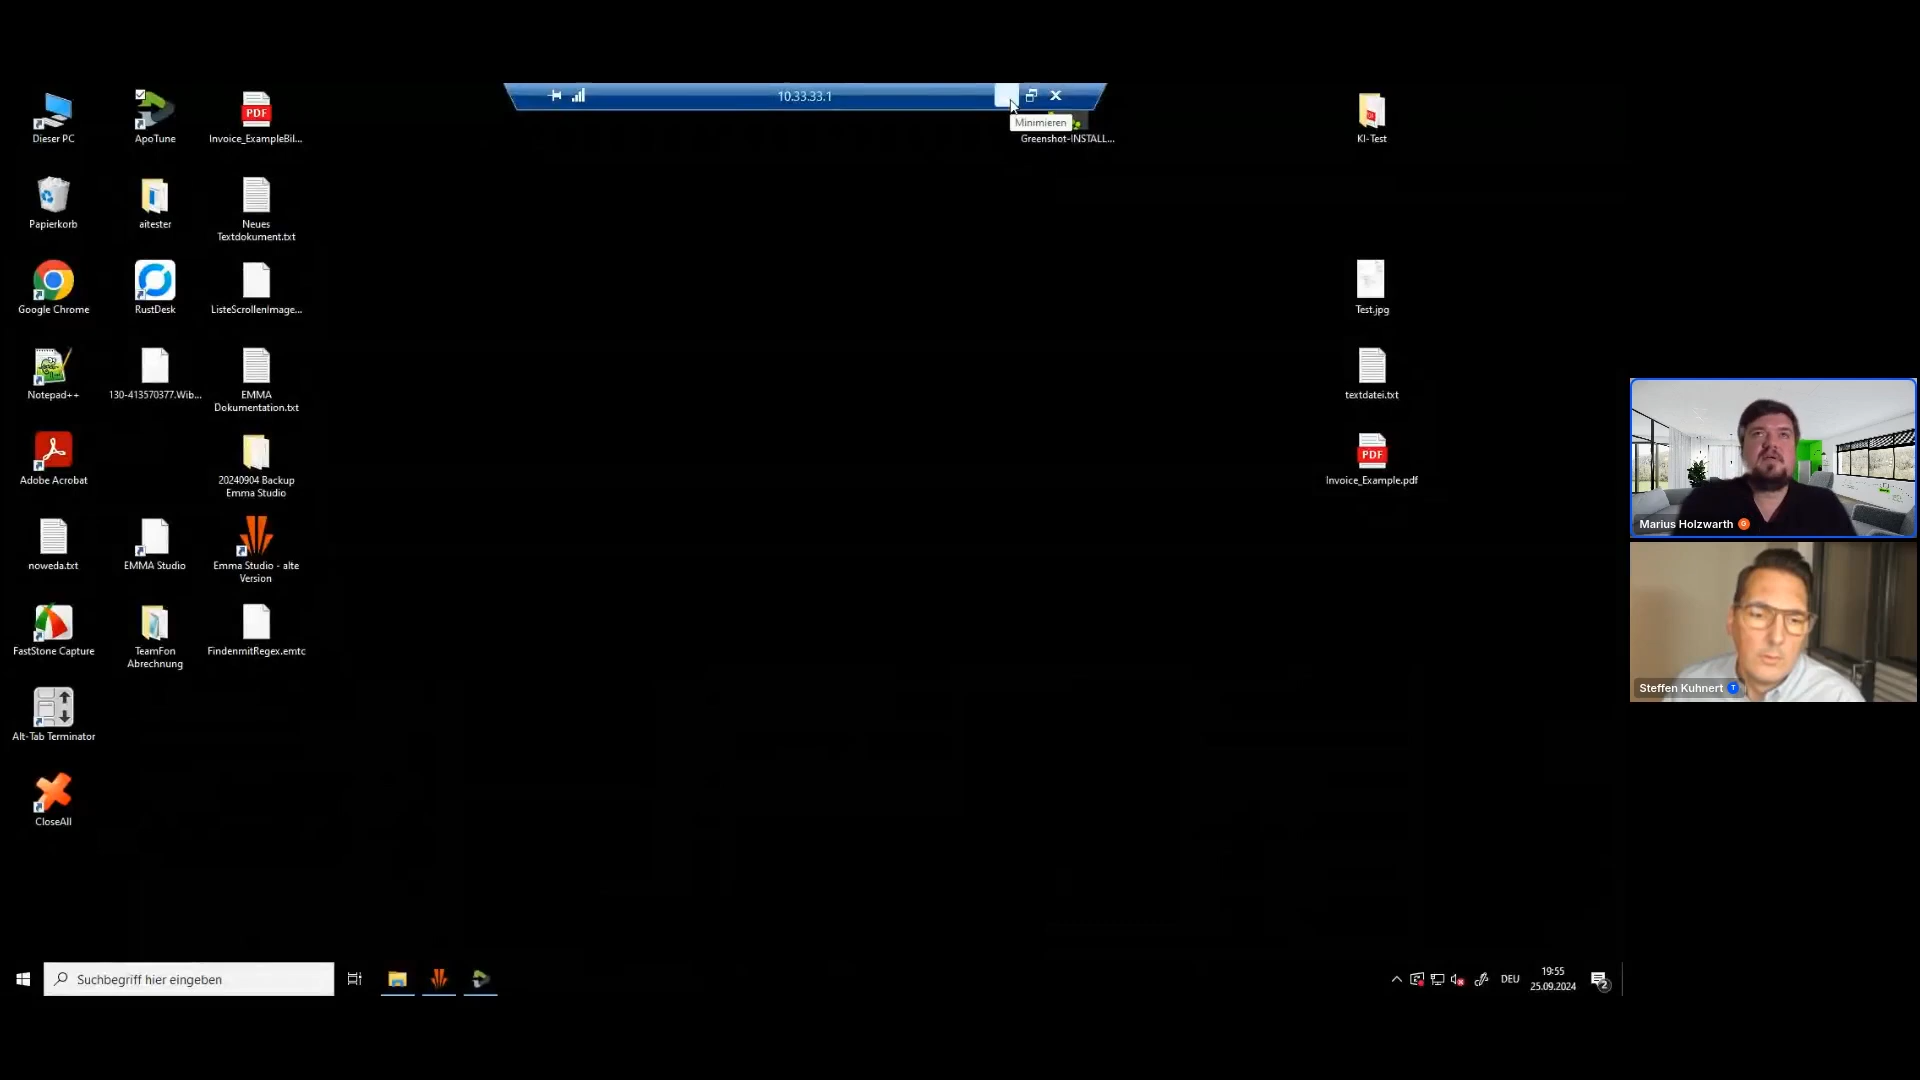 10.33.33.1
Minimieren
Dieser PC
ApoTune
PDF
Invoice_ExampleBil...
Greenshot-INSTALL...
KI-Test
Papierkorb
aitester
Neues
Textdokument.txt
Google Chrome
RustDesk
ListeScrollenImage...
Test.jpg
Notepad++
130-413570377.Wib...
EMMA
Dokumentation.txt
textdatei.txt
Adobe Acrobat
20240904 Backup
Emma Studio
PDF
Invoice_Example.pdf
noweda.txt
EMMA Studio
Emma Studio - alte
Version
FastStone Capture
TeamFon
Abrechnung
FindenmitRegex.emtc
Alt-Tab Terminator
CloseAll
Marius Holzwarth G
Steffen Kuhnert T
Suchbegriff hier eingeben
DEU
19:55
25.09.2024
2